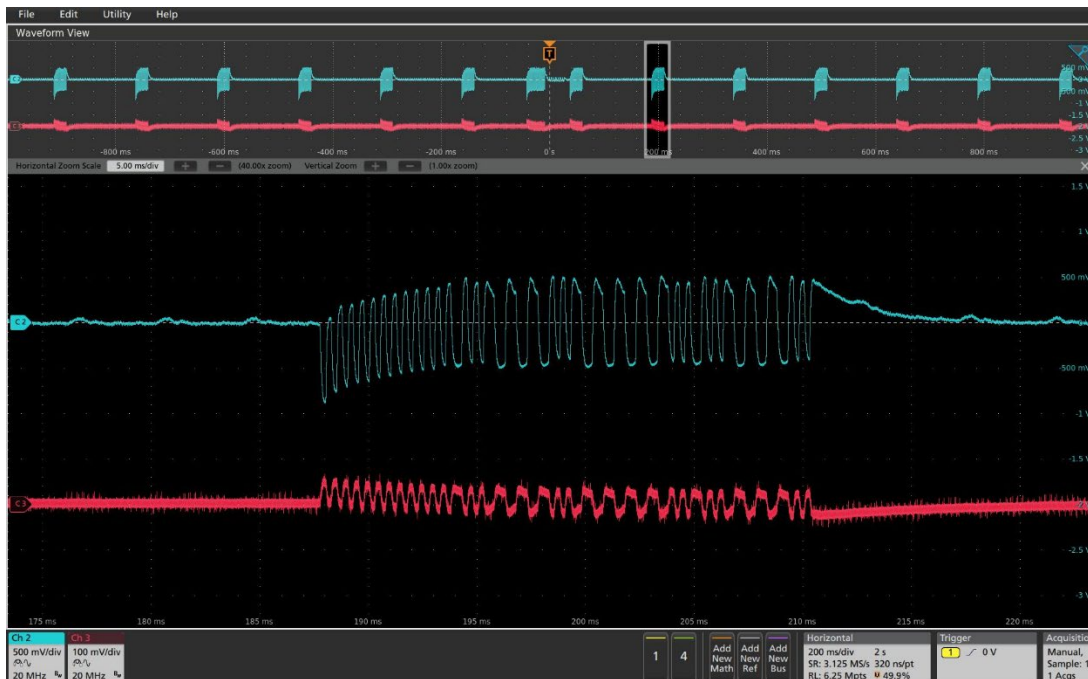 File Edit Utility Help
Waveform View
500 mV
-500 mV
-1.5
-2.5
-3 V
-800 ms -600 ms -400 ms -200 ms 0 s 200 ms 400 ms 600 ms 800 ms
T
Horizontal Zoom Scale 5.00 ms/div + − (40.00x zoom) Vertical Zoom + − (1.00x zoom) X
1.5 V
1 V
500 mV
C 2
-500 mV
-1 V
-1.5 V
C 3
-2 V
-2.5 V
-3 V
175 ms 180 ms 185 ms 190 ms 195 ms 200 ms 205 ms 210 ms 215 ms 220 ms
Ch 2
500 mV/div
20 MHz
Ch 3
100 mV/div
20 MHz
1
4
Add New Math
Add New Ref
Add New Bus
Horizontal
200 ms/div 2 s
SR: 3.125 MS/s 320 ns/pt
RL: 6.25 Mpts 49.9%
Trigger
1 0 V
Acquisitio
Manual,
Sample: 1
1 Acqs